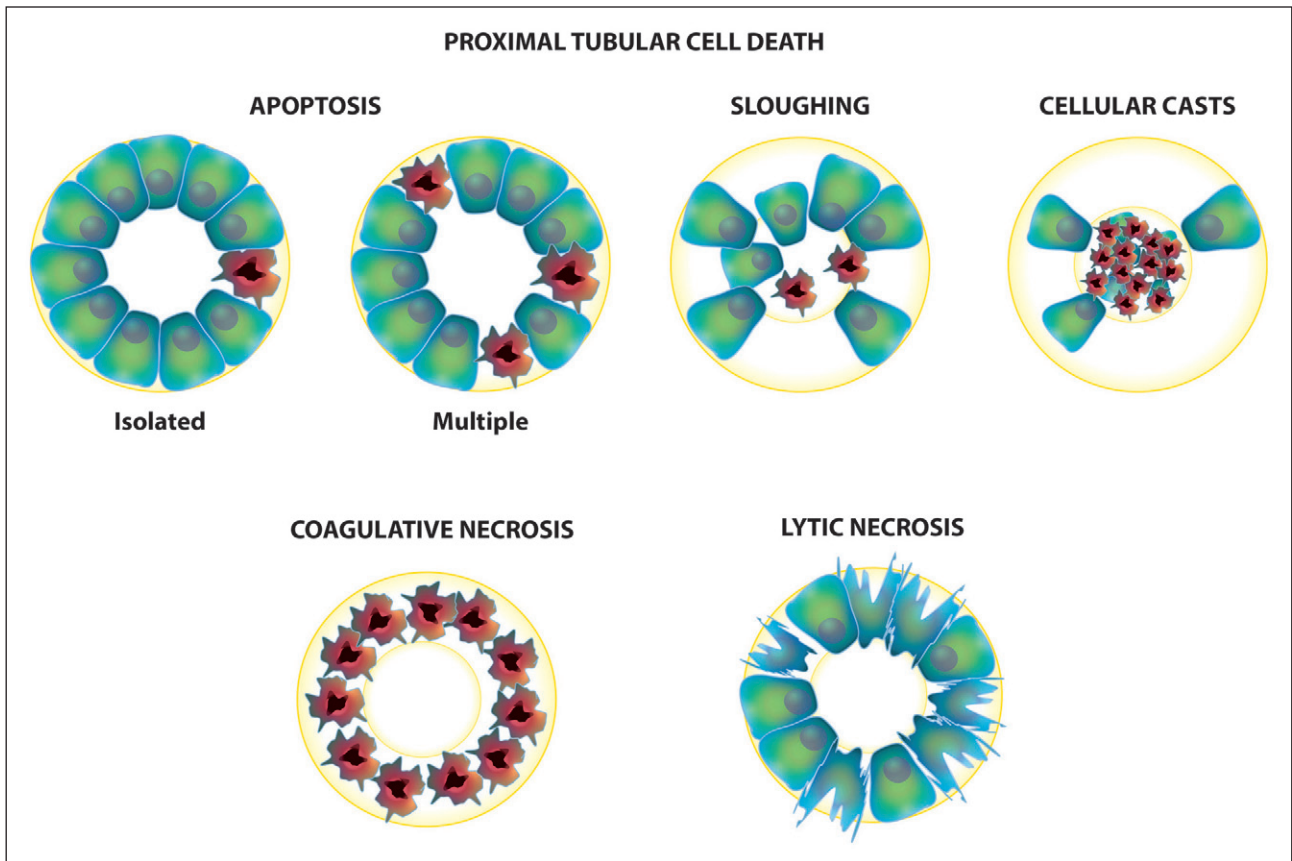 PROXIMAL TUBULAR CELL DEATH
APOPTOSIS
SLOUGHING
CELLULAR CASTS
Isolated
Multiple
COAGULATIVE NECROSIS
LYTIC NECROSIS